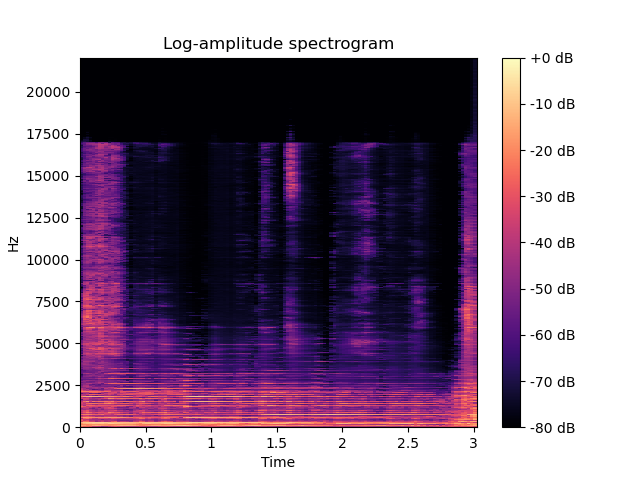 Log-amplitude spectrogram
20000
17500
15000
12500
10000
7500
5000
2500
0
Hz
0 0.5 1 1.5 2 2.5 3
Time
+0 dB
-10 dB
-20 dB
-30 dB
-40 dB
-50 dB
-60 dB
-70 dB
-80 dB